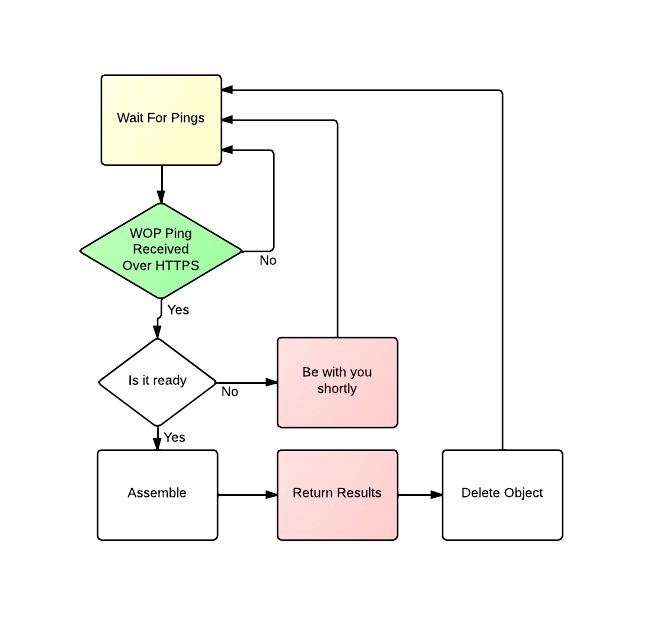 Wait For Pings
WOP Ping
Received
Over HTTPS
No
Yes
Is it ready
No
Be with you
shortly
Yes
Assemble
Return Results
Delete Object